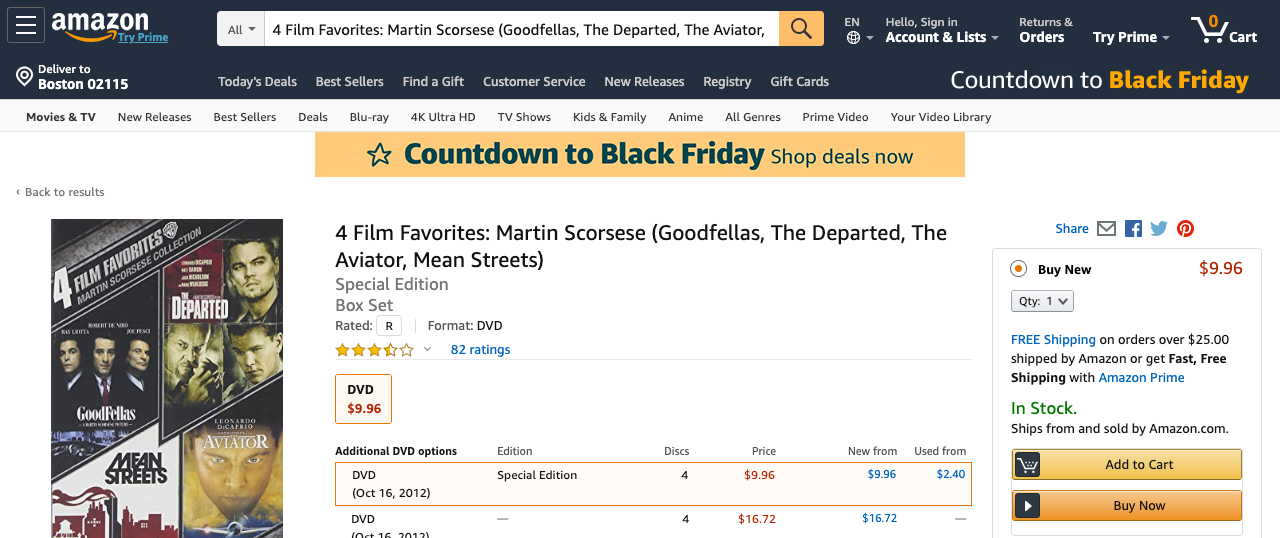 amazon
Try Prime
All
4 Film Favorites: Martin Scorsese (Goodfellas, The Departed, The Aviator,
EN
Hello, Sign in
Account & Lists
Returns &
Orders
Try Prime
0
Cart
Deliver to
Boston 02115
Today's Deals
Best Sellers
Find a Gift
Customer Service
New Releases
Registry
Gift Cards
Countdown to Black Friday
Movies & TV
New Releases
Best Sellers
Deals
Blu-ray
4K Ultra HD
TV Shows
Kids & Family
Anime
All Genres
Prime Video
Your Video Library
Countdown to Black Friday Shop deals now
‹ Back to results
4 FILM FAVORITES
MARTIN SCORSESE COLLECTION
LEONARDO DICAPRIO
MATT DAMON
JACK NICHOLSON
MARK WAHLBERG
THE DEPARTED
ROBERT DE NIRO
RAY LIOTTA
JOE PESCI
GoodFellas
LEONARDO DICAPRIO
THE AVIATOR
MEAN STREETS
4 Film Favorites: Martin Scorsese (Goodfellas, The Departed, The
Aviator, Mean Streets)
Special Edition
Box Set
Rated: R
Format: DVD
82 ratings
DVD
$9.96
Additional DVD options Edition Discs Price New from Used from
DVD Special Edition 4 $9.96 $9.96 $2.40
(Oct 16, 2012)
DVD — 4 $16.72 $16.72 —
(Oct 16, 2012)
Share
Buy New $9.96
Qty: 1
FREE Shipping on orders over $25.00
shipped by Amazon or get Fast, Free
Shipping with Amazon Prime
In Stock.
Ships from and sold by Amazon.com.
Add to Cart
Buy Now